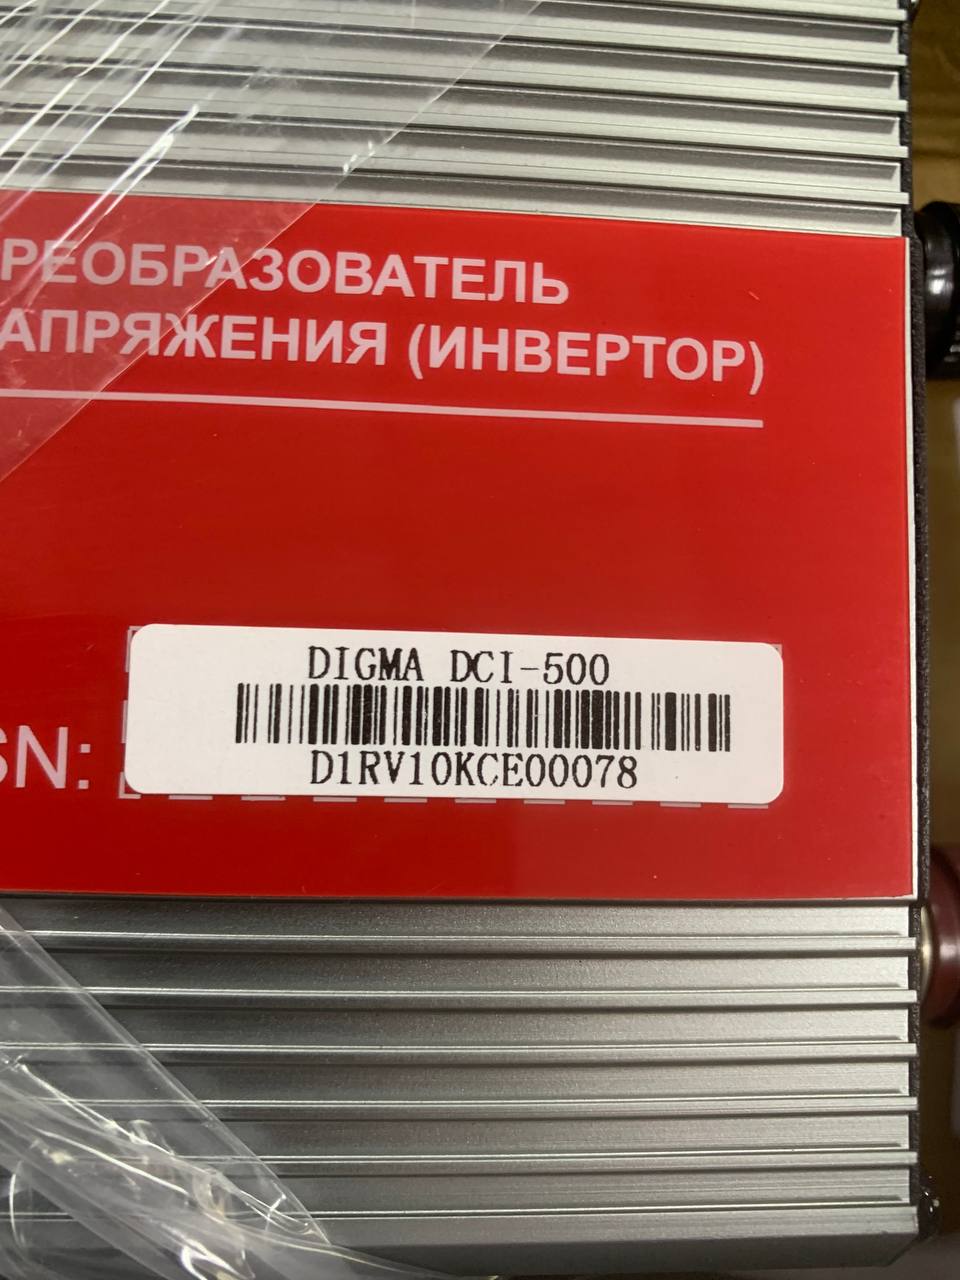 РЕОБРАЗОВАТЕЛЬ
АПРЯЖЕНИЯ (ИНВЕРТОР)
DIGMA DCI-500
SN:
D1RV10KCE00078